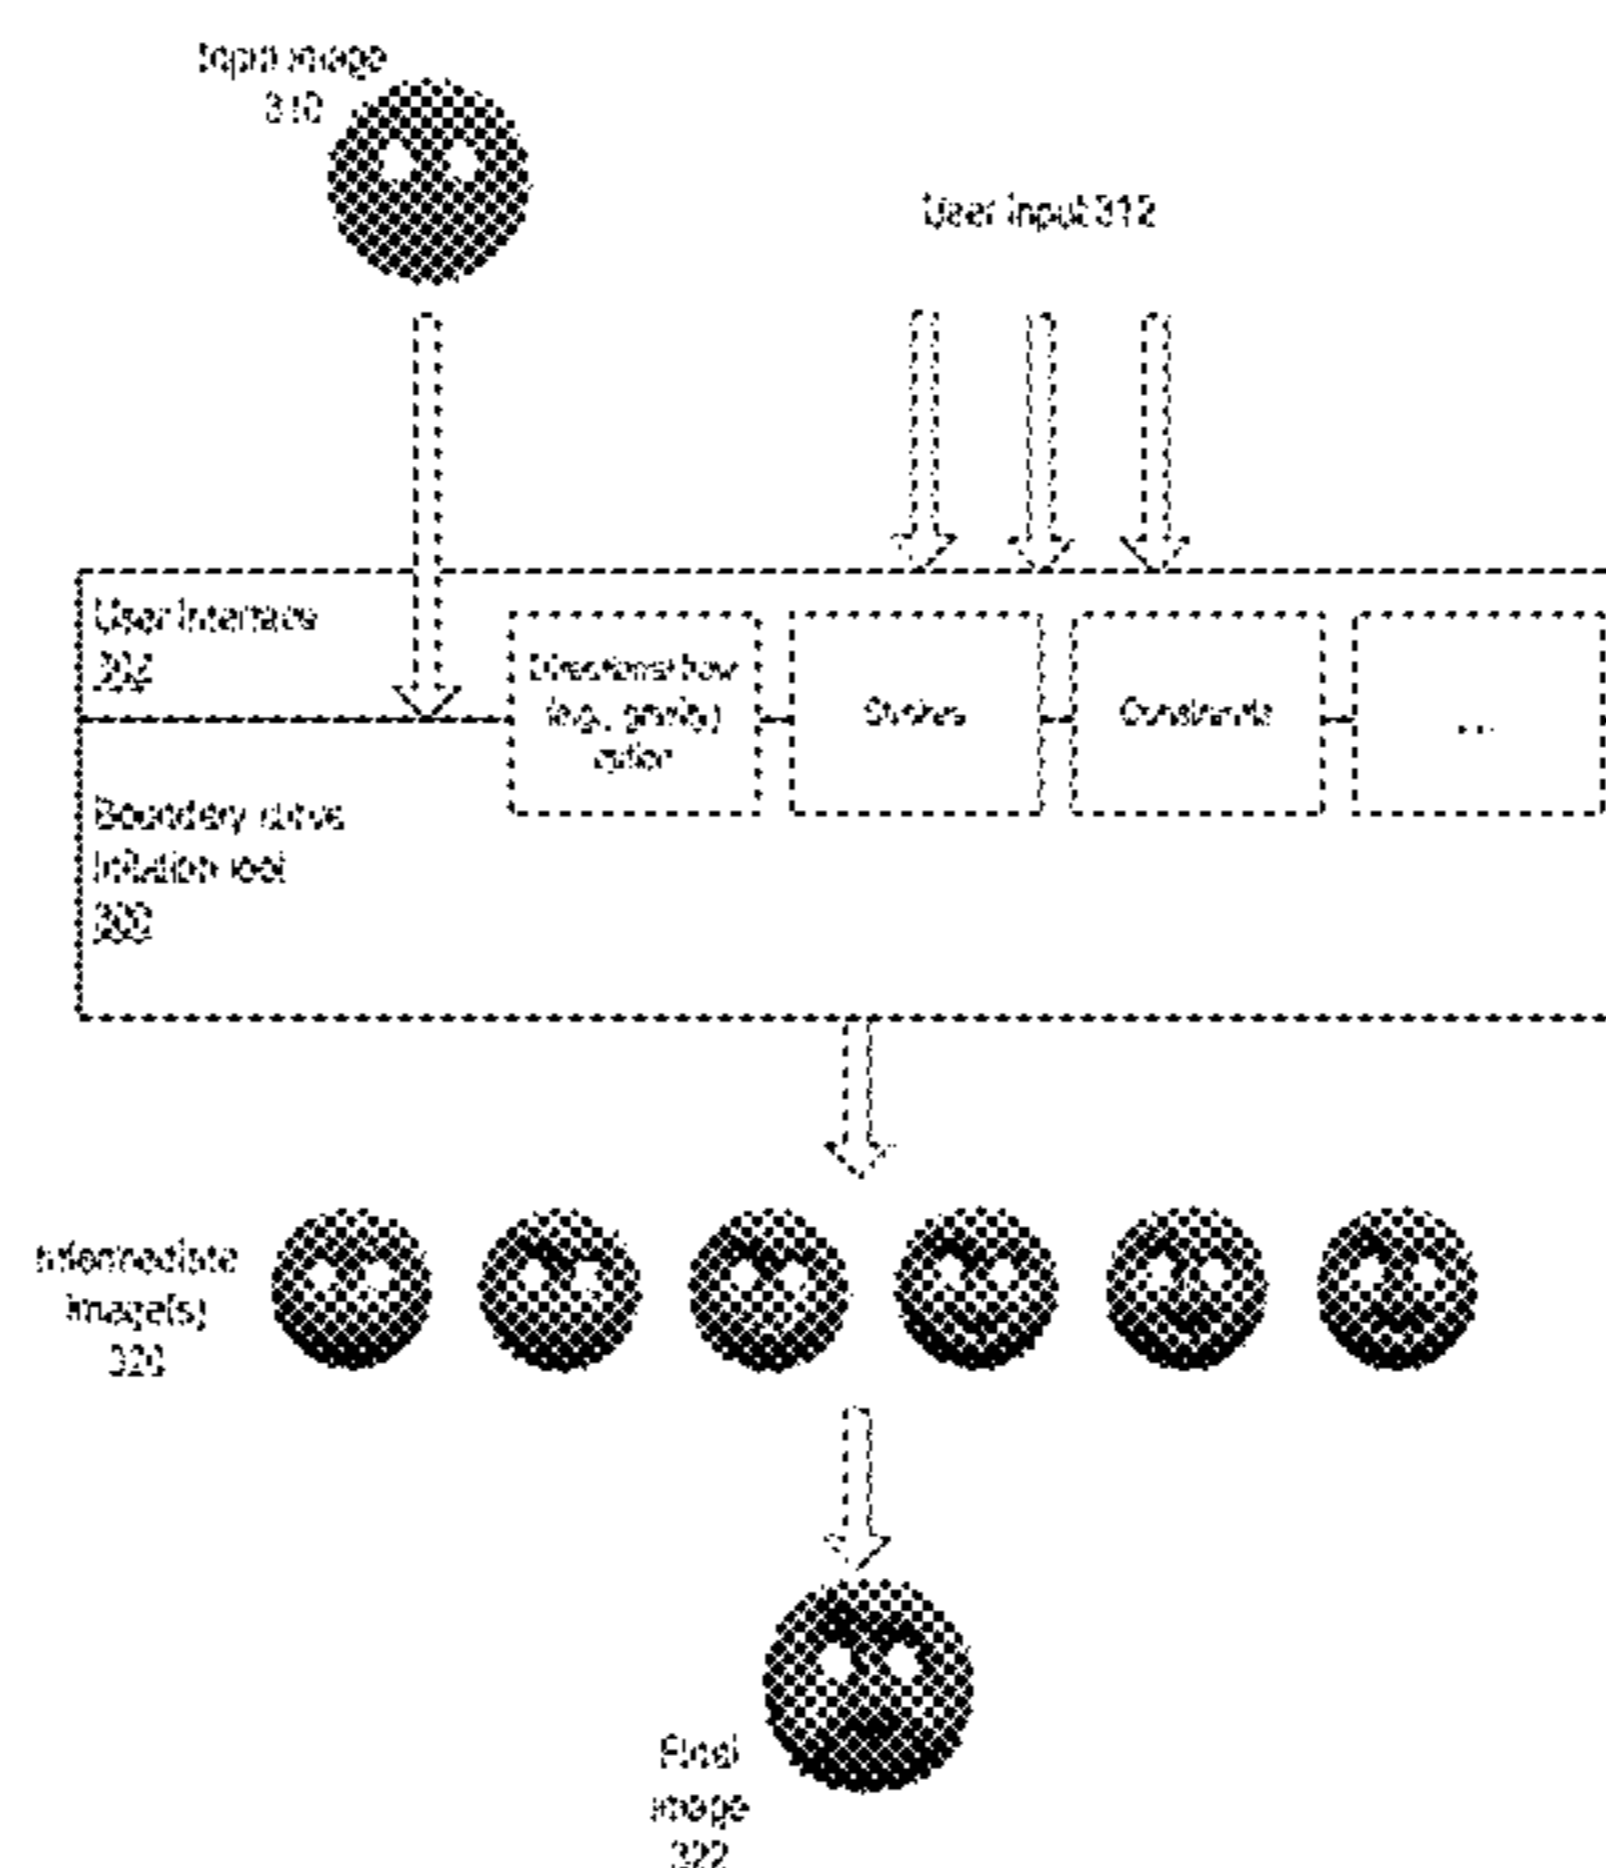 Input image
310
User input 312
User interface
302
Directional flow
(e.g., gravity)
option
Strokes
Constraints
...
Boundary curve
inflation tool
300
Intermediate
image(s)
320
Final
image
322